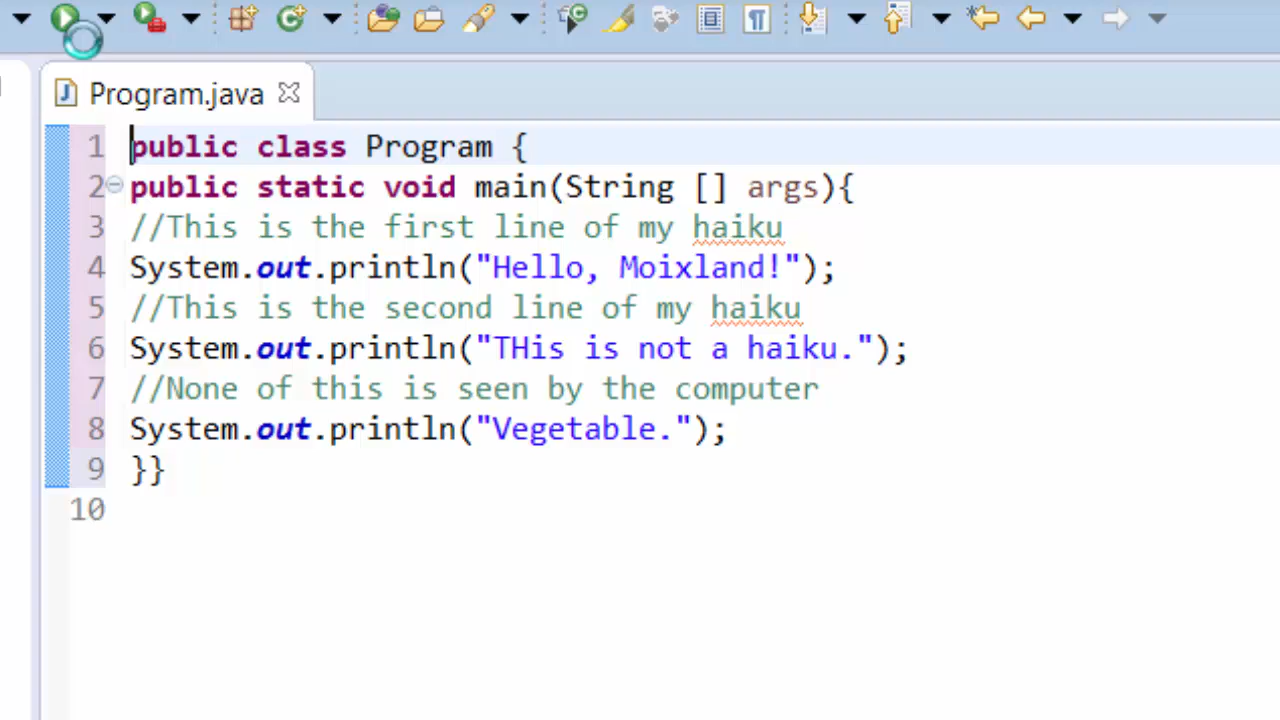 Program.java
1 public class Program {
2 public static void main(String [] args){
3 //This is the first line of my haiku
4 System.out.println("Hello, Moixland!");
5 //This is the second line of my haiku
6 System.out.println("THis is not a haiku.");
7 //None of this is seen by the computer
8 System.out.println("Vegetable.");
9 }}
10